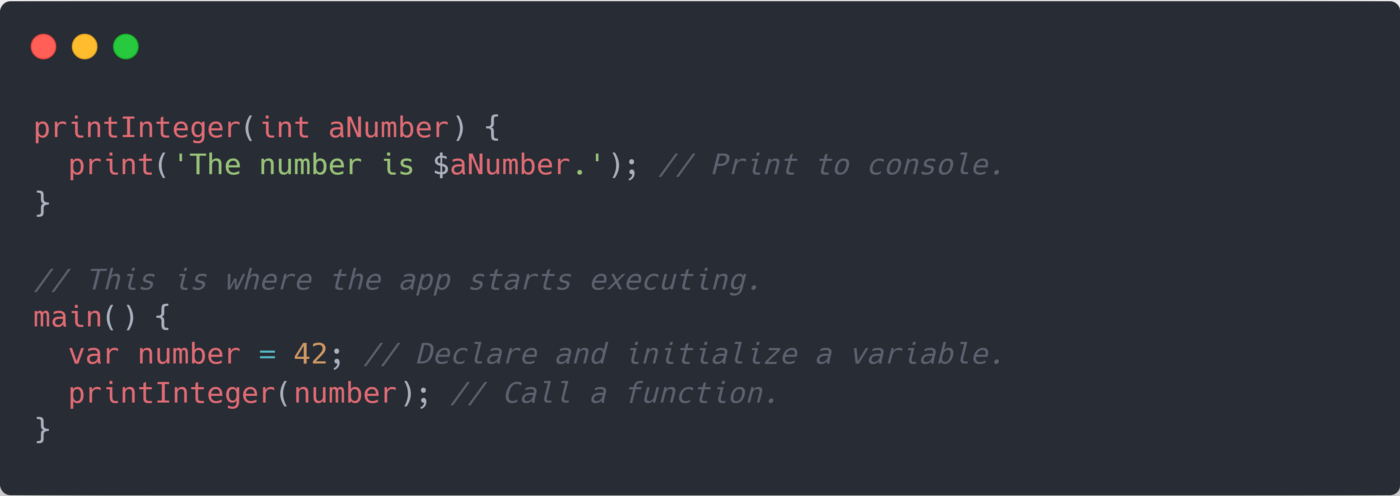 printInteger(int aNumber) {
  print('The number is $aNumber.'); // Print to console.
}

// This is where the app starts executing.
main() {
  var number = 42; // Declare and initialize a variable.
  printInteger(number); // Call a function.
}